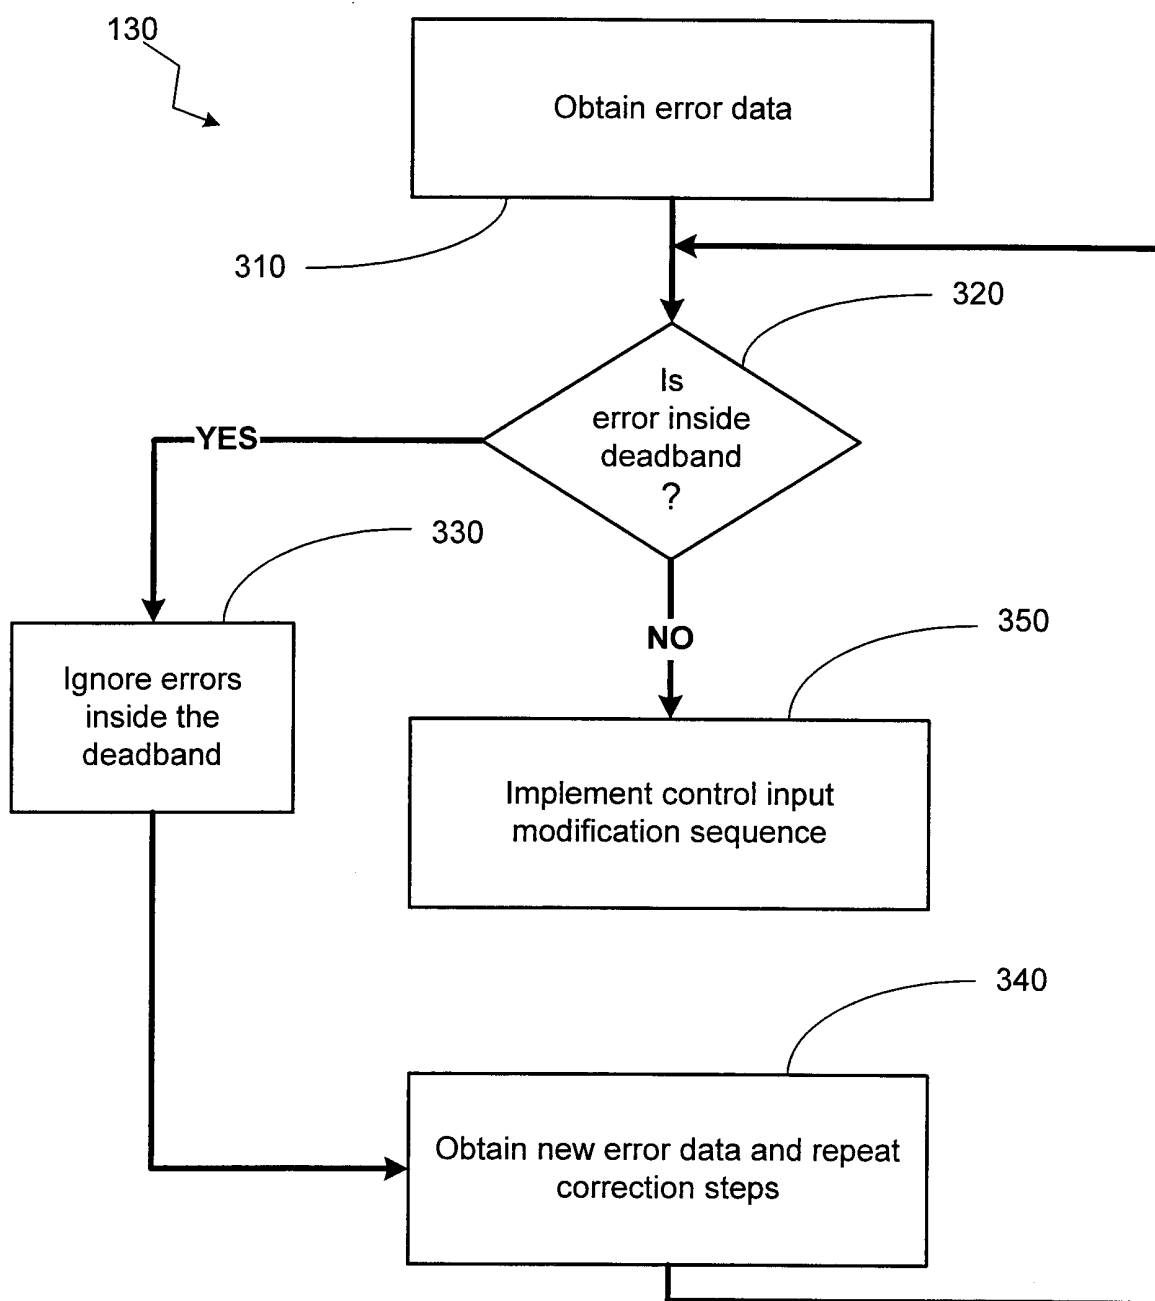 130
Obtain error data
310
320
Is
error inside
deadband
?
YES
330
NO
350
Ignore errors
inside the
deadband
Implement control input
modification sequence
340
Obtain new error data and repeat
correction steps